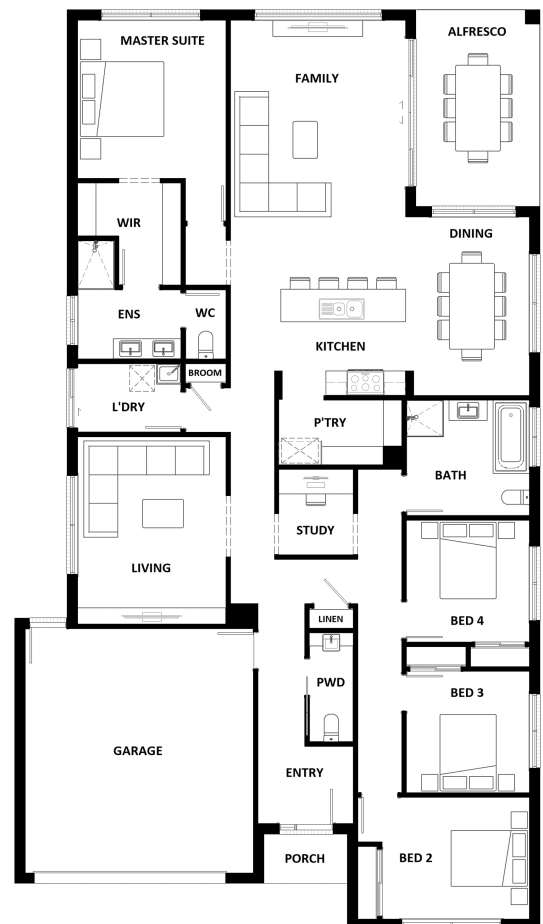 MASTER SUITE
FAMILY
ALFRESCO
WIR
DINING
ENS
WC
KITCHEN
BROOM
L'DRY
P'TRY
BATH
STUDY
LIVING
LINEN
BED 4
PWD
BED 3
GARAGE
ENTRY
PORCH
BED 2